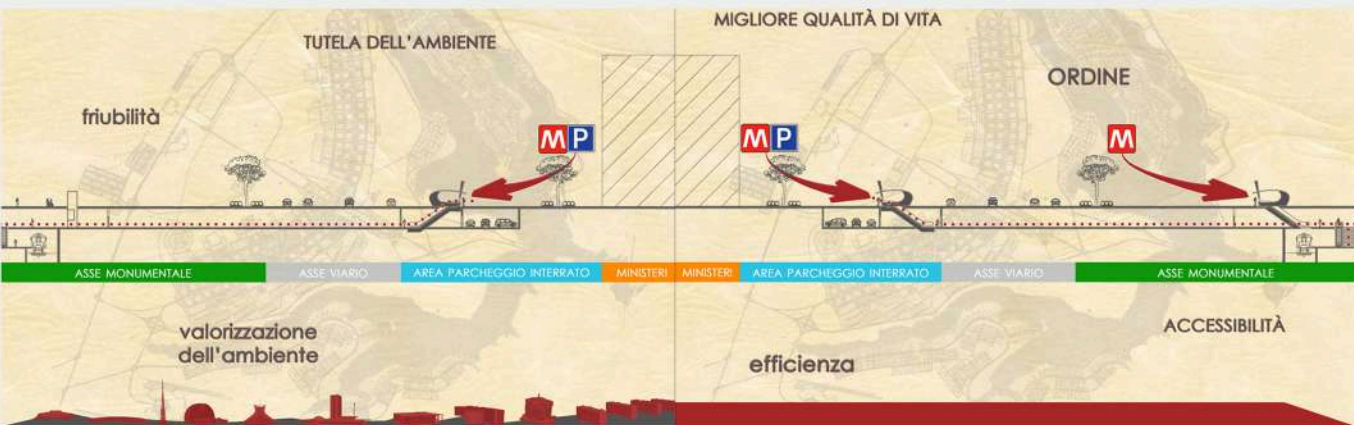 MIGLIORE QUALITÀ DI VITA
TUTELA DELL'AMBIENTE
ORDINE
friubilità
MP
MP
M
ASSE MONUMENTALE
ASSE VIARIO
AREA PARCHEGGIO INTERRATO
MINISTERI
MINISTERI
AREA PARCHEGGIO INTERRATO
ASSE VIARIO
ASSE MONUMENTALE
valorizzazione
dell'ambiente
ACCESSIBILITÀ
efficienza